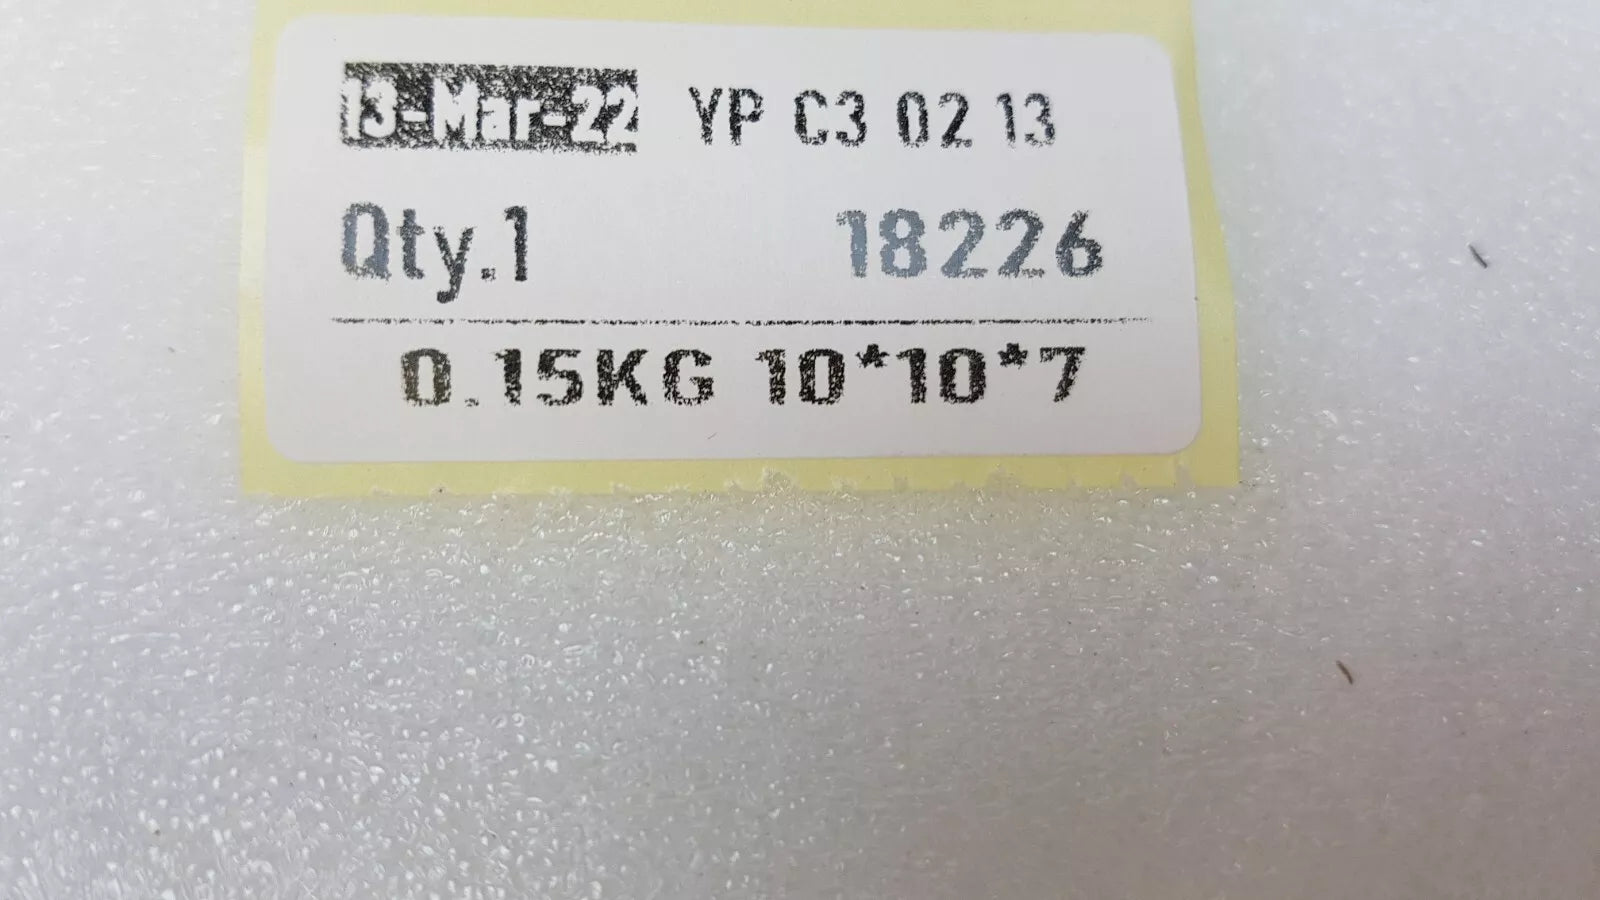 13-Mar-22 YP C3 02 13
Qty.1 18226
0.15KG 10*10*7